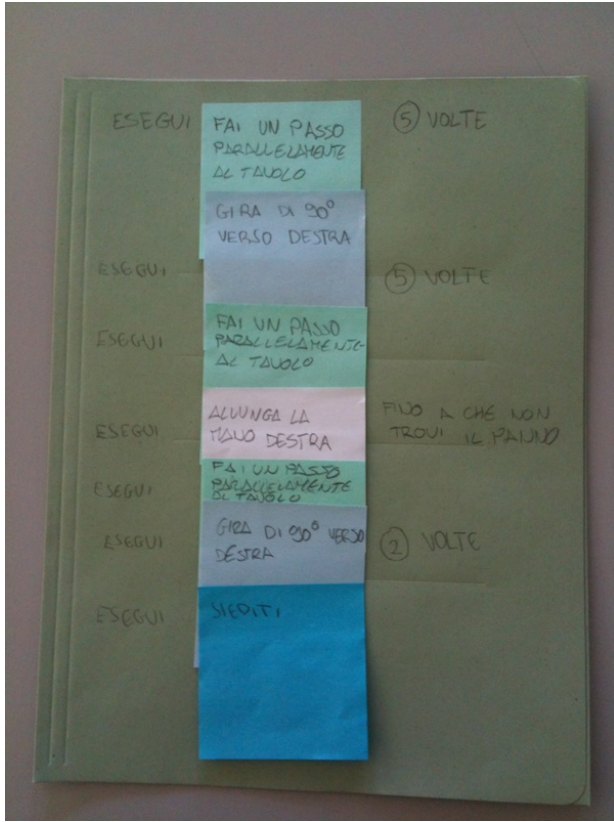 ESEGUI FAI UN PASSO ⑤ VOLTE
PARALLELAMENTE
AL TAVOLO
GIRA DI 90°
VERSO DESTRA
ESEGUI ⑤ VOLTE
ESEGUI FAI UN PASSO
PARALLELAMENTE
AL TAVOLO
ESEGUI ALLUNGA LA FINO A CHE NON
MANO DESTRA TROVI IL PANNO
ESEGUI FAI UN PASSO
PARALLELAMENTE
AL TAVOLO
ESEGUI GIRA DI 90° VERSO ② VOLTE
DESTRA
ESEGUI SIEDITI